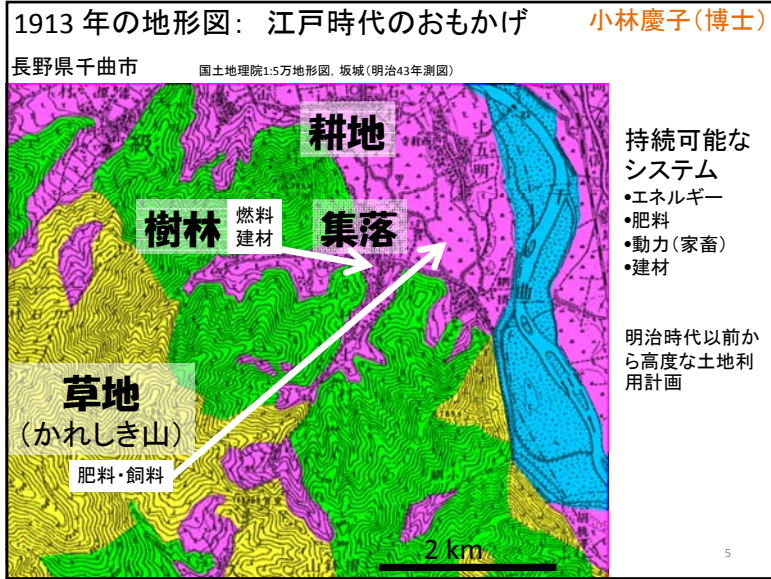 1913 年の地形図： 江戸時代のおもかげ
小林慶子（博士）
長野県千曲市
国土地理院1:5万地形図，坂城（明治43年測図）
耕地
樹林
燃料
建材
集落
草地
（かれしき山）
肥料・飼料
2 km
持続可能な
システム
•エネルギー
•肥料
•動力（家畜）
•建材
明治時代以前か
ら高度な土地利
用計画
5